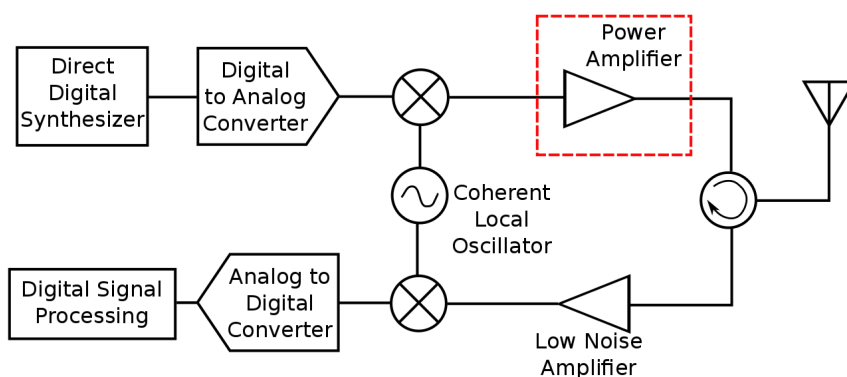 Direct
Digital
Synthesizer
Digital
to Analog
Converter
Power
Amplifier
Coherent
Local
Oscillator
Digital Signal
Processing
Analog to
Digital
Converter
Low Noise
Amplifier